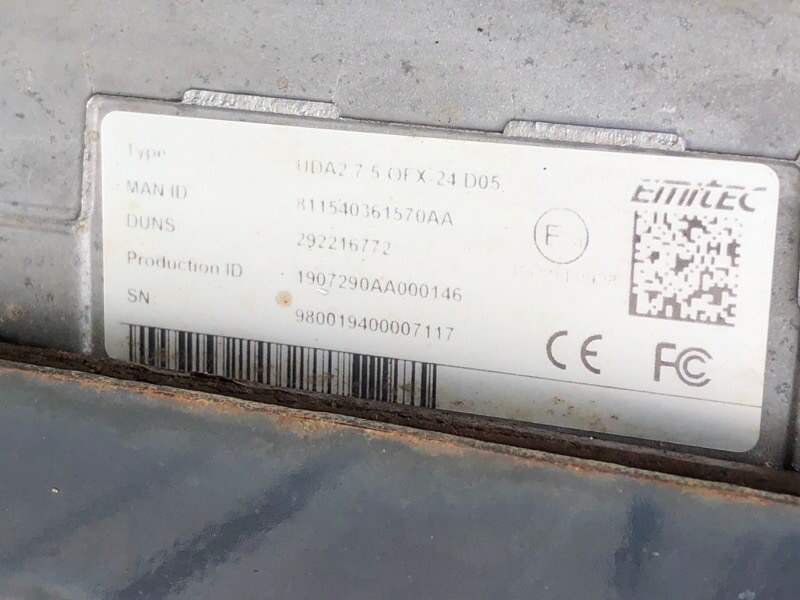 Type UDA2.7.5 OEX-24 D05
MAN ID 811540361570AA
DUNS 292216772
Production ID 1907290AA000146
SN 980019400007117
EMITEC
E
CE FC